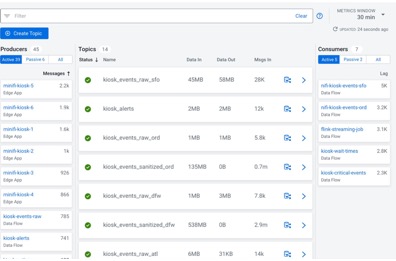 Filter
Clear
METRICS WINDOW
30 min
UPDATED: 24 seconds ago
Create Topic
Producers 45
Active 39 Passive 6 All
Messages
minifi-kiosk-5 2.2k
Edge App
minifi-kiosk-6 1.9k
Edge App
minifi-kiosk-1 1.6k
Edge App
minifi-kiosk-2 1k
Edge App
minifi-kiosk-3 926
Edge App
minifi-kiosk-4 866
Edge App
kiosk-events-raw 785
Data Flow
kiosk-alerts 741
Data Flow
Topics 14
Status Name Data In Data Out Msgs In
kiosk_events_raw_sfo 45MB 58MB 28K
kiosk_alerts 2MB 2MB 12k
kiosk_events_raw_ord 1MB 1MB 5.8k
kiosk_events_sanitized_ord 135MB 0B 0.7m
kiosk_events_raw_dfw 1MB 3MB 7.8k
kiosk_events_sanitized_dfw 538MB 0B 2.9m
kiosk_events_raw_atl 6MB 31KB 14k
Consumers 7
Active 5 Passive 2 All
Lag
nifi-kiosk-events-sfo 5K
Data Flow
nifi-kiosk-events-ord 3.2K
Data Flow
flink-streaming-job 3.1K
Data Flow
kiosk-wait-times 2.8K
Data Flow
kiosk-critical-events 2.3K
Data Flow